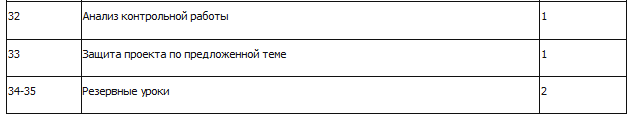 32 Анализ контрольной работы 1
33 Защита проекта по предложенной теме 1
34-35 Резервные уроки 2